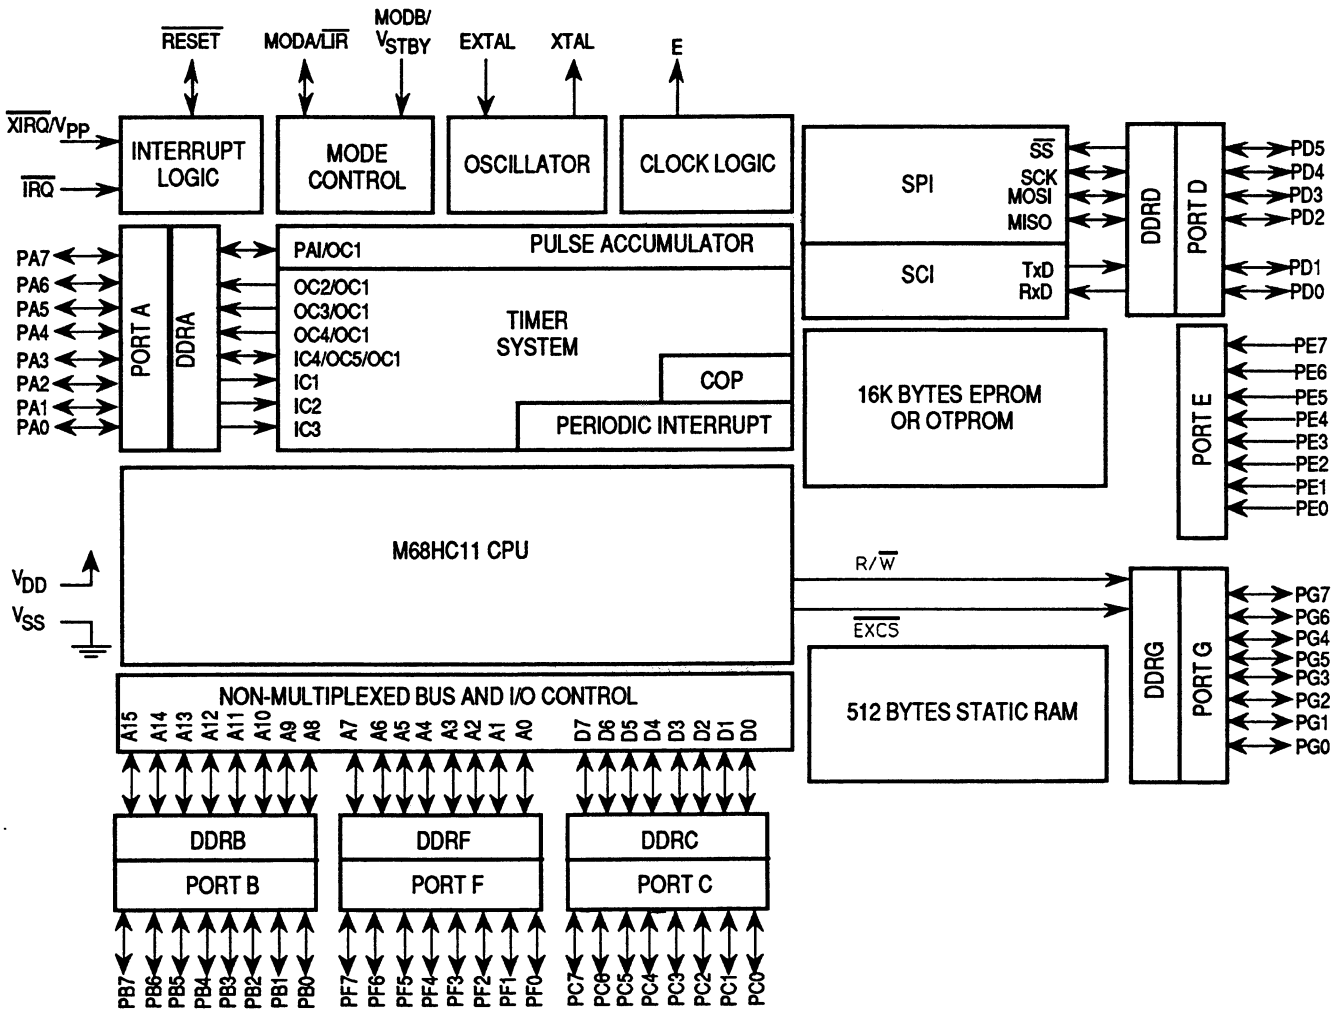 RESET
MODA/LIR
MODB/
VSTBY
EXTAL
XTAL
E
XIRQ/VPP
IRQ
INTERRUPT
LOGIC
MODE
CONTROL
OSCILLATOR
CLOCK LOGIC
SPI
SS
SCK
MOSI
MISO
SCI
TxD
RxD
DDRD
PORT D
PD5
PD4
PD3
PD2
PD1
PD0
PA7
PA6
PA5
PA4
PA3
PA2
PA1
PA0
PORT A
DDRA
PAI/OC1
PULSE ACCUMULATOR
OC2/OC1
OC3/OC1
OC4/OC1
IC4/OC5/OC1
IC1
IC2
IC3
TIMER
SYSTEM
COP
PERIODIC INTERRUPT
16K BYTES EPROM
OR OTPROM
PORT E
PE7
PE6
PE5
PE4
PE3
PE2
PE1
PE0
M68HC11 CPU
VDD
VSS
R/W
EXCS
DDRG
PORT G
PG7
PG6
PG4
PG5
PG3
PG2
PG1
PG0
512 BYTES STATIC RAM
NON-MULTIPLEXED BUS AND I/O CONTROL
A15
A14
A13
A12
A11
A10
A9
A8
A7
A6
A5
A4
A3
A2
A1
A0
D7
D6
D5
D4
D3
D2
D1
D0
DDRB
PORT B
DDRF
PORT F
DDRC
PORT C
PB7
PB6
PB5
PB4
PB3
PB2
PB1
PB0
PF7
PF6
PF5
PF4
PF3
PF2
PF1
PF0
PC7
PC6
PC5
PC4
PC3
PC2
PC1
PC0